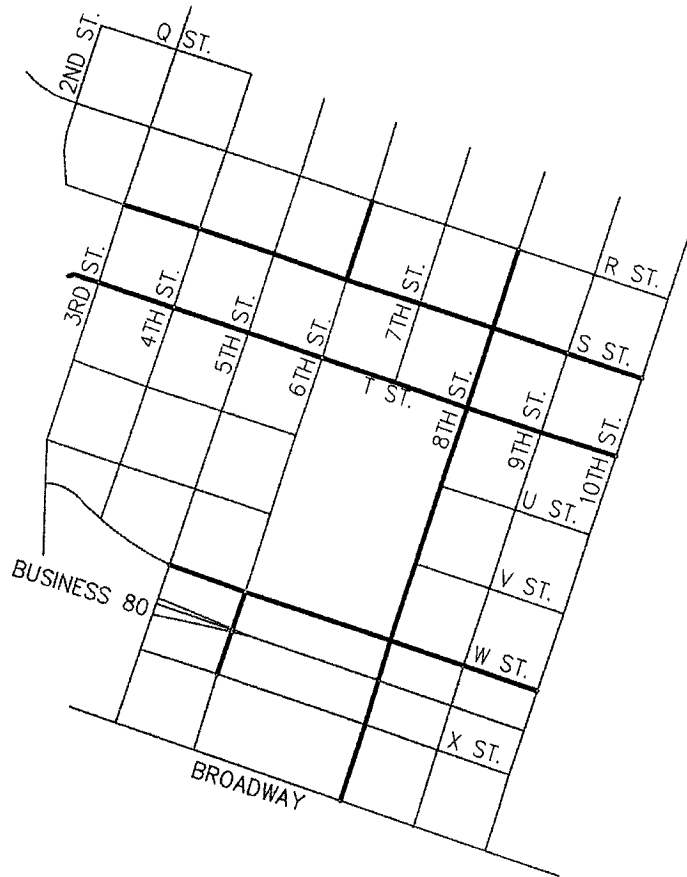 2ND ST.
Q ST.
R ST.
S ST.
3RD ST.
4TH ST.
5TH ST.
6TH ST.
7TH ST.
T ST.
8TH ST.
9TH ST.
10TH ST.
U ST.
V ST.
BUSINESS 80
W ST.
X ST.
BROADWAY